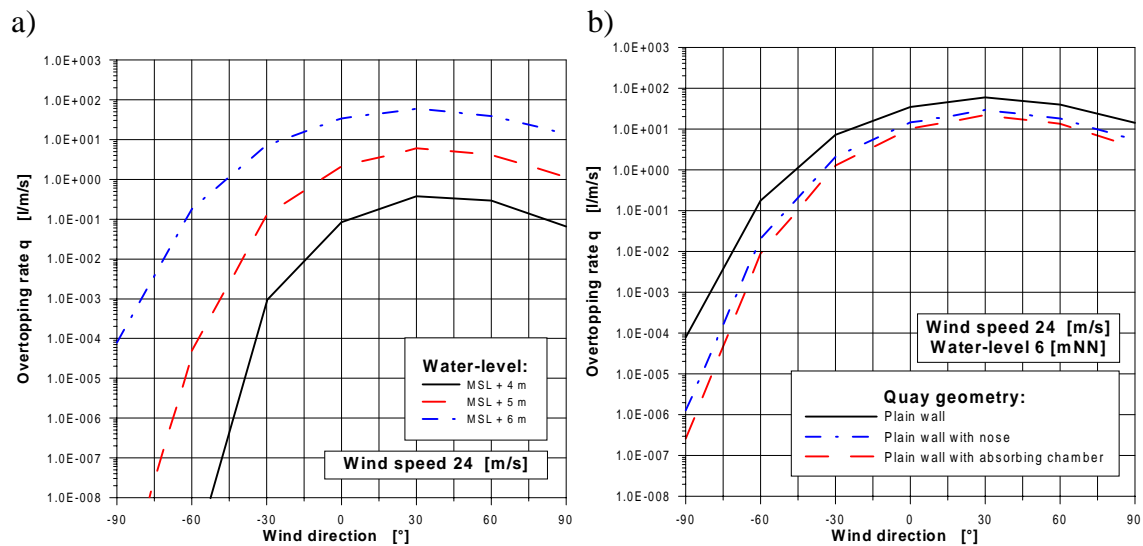 a)
1.0E+003
1.0E+002
1.0E+001
1.0E+000
1.0E-001
1.0E-002
1.0E-003
1.0E-004
1.0E-005
1.0E-006
1.0E-007
1.0E-008
Overtopping rate q [l/m/s]
Water-level:
MSL + 4 m
MSL + 5 m
MSL + 6 m
Wind speed 24 [m/s]
-90 -60 -30 0 30 60 90
Wind direction [°]
b)
1.0E+003
1.0E+002
1.0E+001
1.0E+000
1.0E-001
1.0E-002
1.0E-003
1.0E-004
1.0E-005
1.0E-006
1.0E-007
1.0E-008
Overtopping rate q [l/m/s]
Wind speed 24 [m/s]
Water-level 6 [mNN]
Quay geometry:
Plain wall
Plain wall with nose
Plain wall with absorbing chamber
-90 -60 -30 0 30 60 90
Wind direction [°]